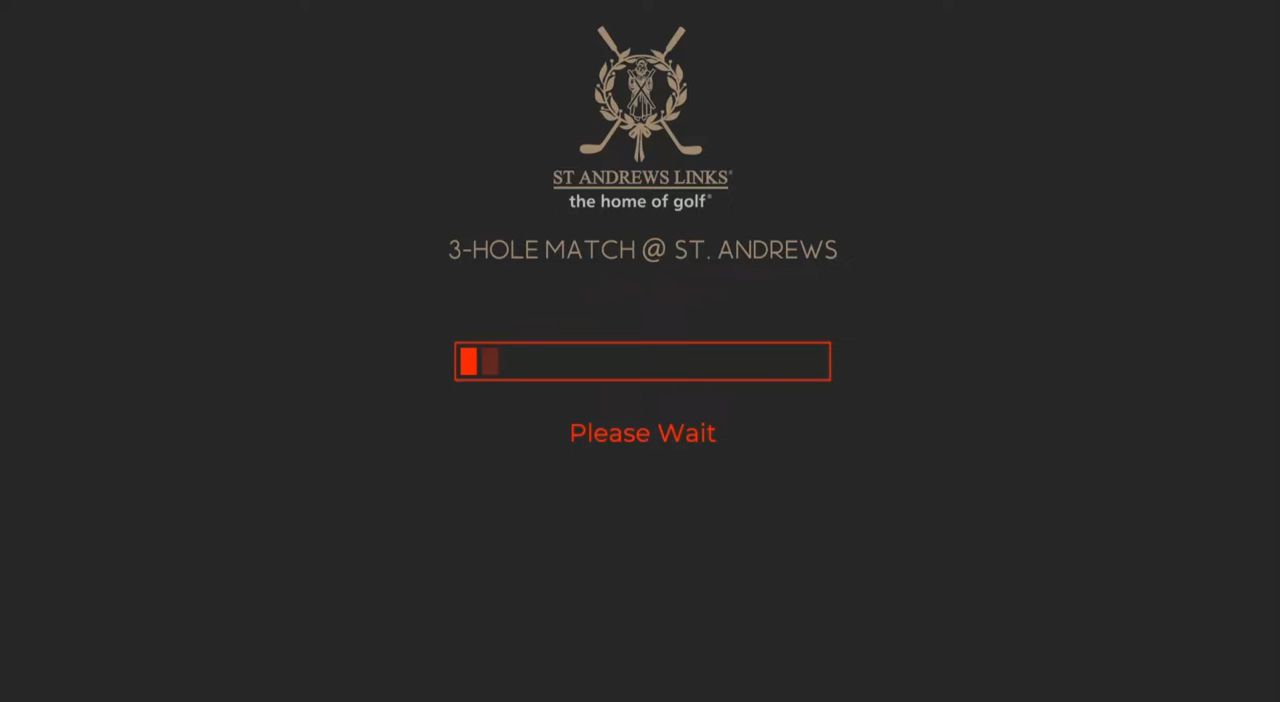 ST ANDREWS LINKS®
the home of golf®
3-HOLE MATCH @ ST. ANDREWS
Please Wait